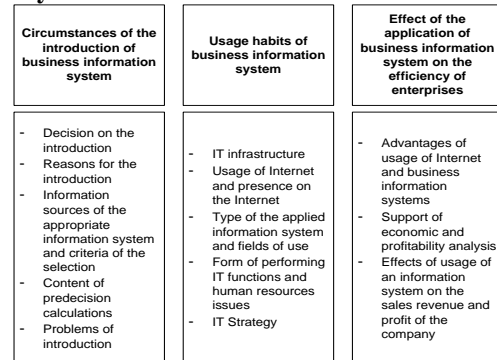 Circumstances of the
introduction of
business information
system
- Decision on the
introduction
- Reasons for the
introduction
- Information
sources of the
appropriate
information system
and criteria of the
selection
- Content of
predecision
calculations
- Problems of
introduction
Usage habits of
business information
system
- IT infrastructure
- Usage of Internet
and presence on
the Internet
- Type of the applied
information system
and fields of use
- Form of performing
IT functions and
human resources
issues
- IT Strategy
Effect of the
application of
business information
system on the
efficiency of
enterprises
- Advantages of
usage of Internet
and business
information
systems
- Support of
economic and
profitability analysis
- Effects of usage of
an information
system on the
sales revenue and
profit of the
company